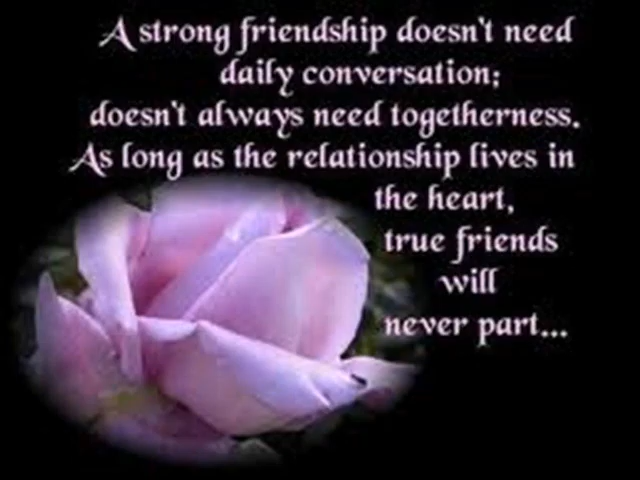 A strong friendship doesn't need
daily conversation;
doesn't always need togetherness.
As long as the relationship lives in
the heart,
true friends
will
never part...